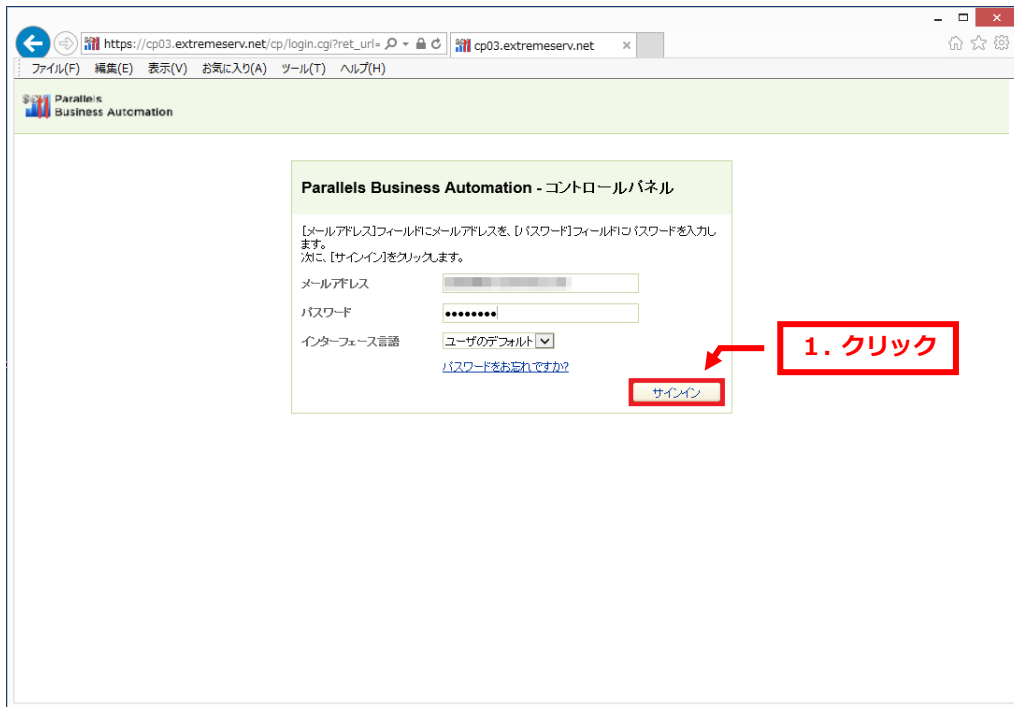 https://cp03.extremeserv.net/cp/login.cgi?ret_url=
cp03.extremeserv.net
ファイル(F) 編集(E) 表示(V) お気に入り(A) ツール(T) ヘルプ(H)
Parallels
Business Automation
Parallels Business Automation - コントロールパネル
[メールアドレス]フィールドにメールアドレスを、[パスワード]フィールドにパスワードを入力し
ます。
次に、[サインイン]をクリックします。
メールアドレス
パスワード
インターフェース言語 ユーザのデフォルト
パスワードをお忘れですか?
サインイン
1. クリック